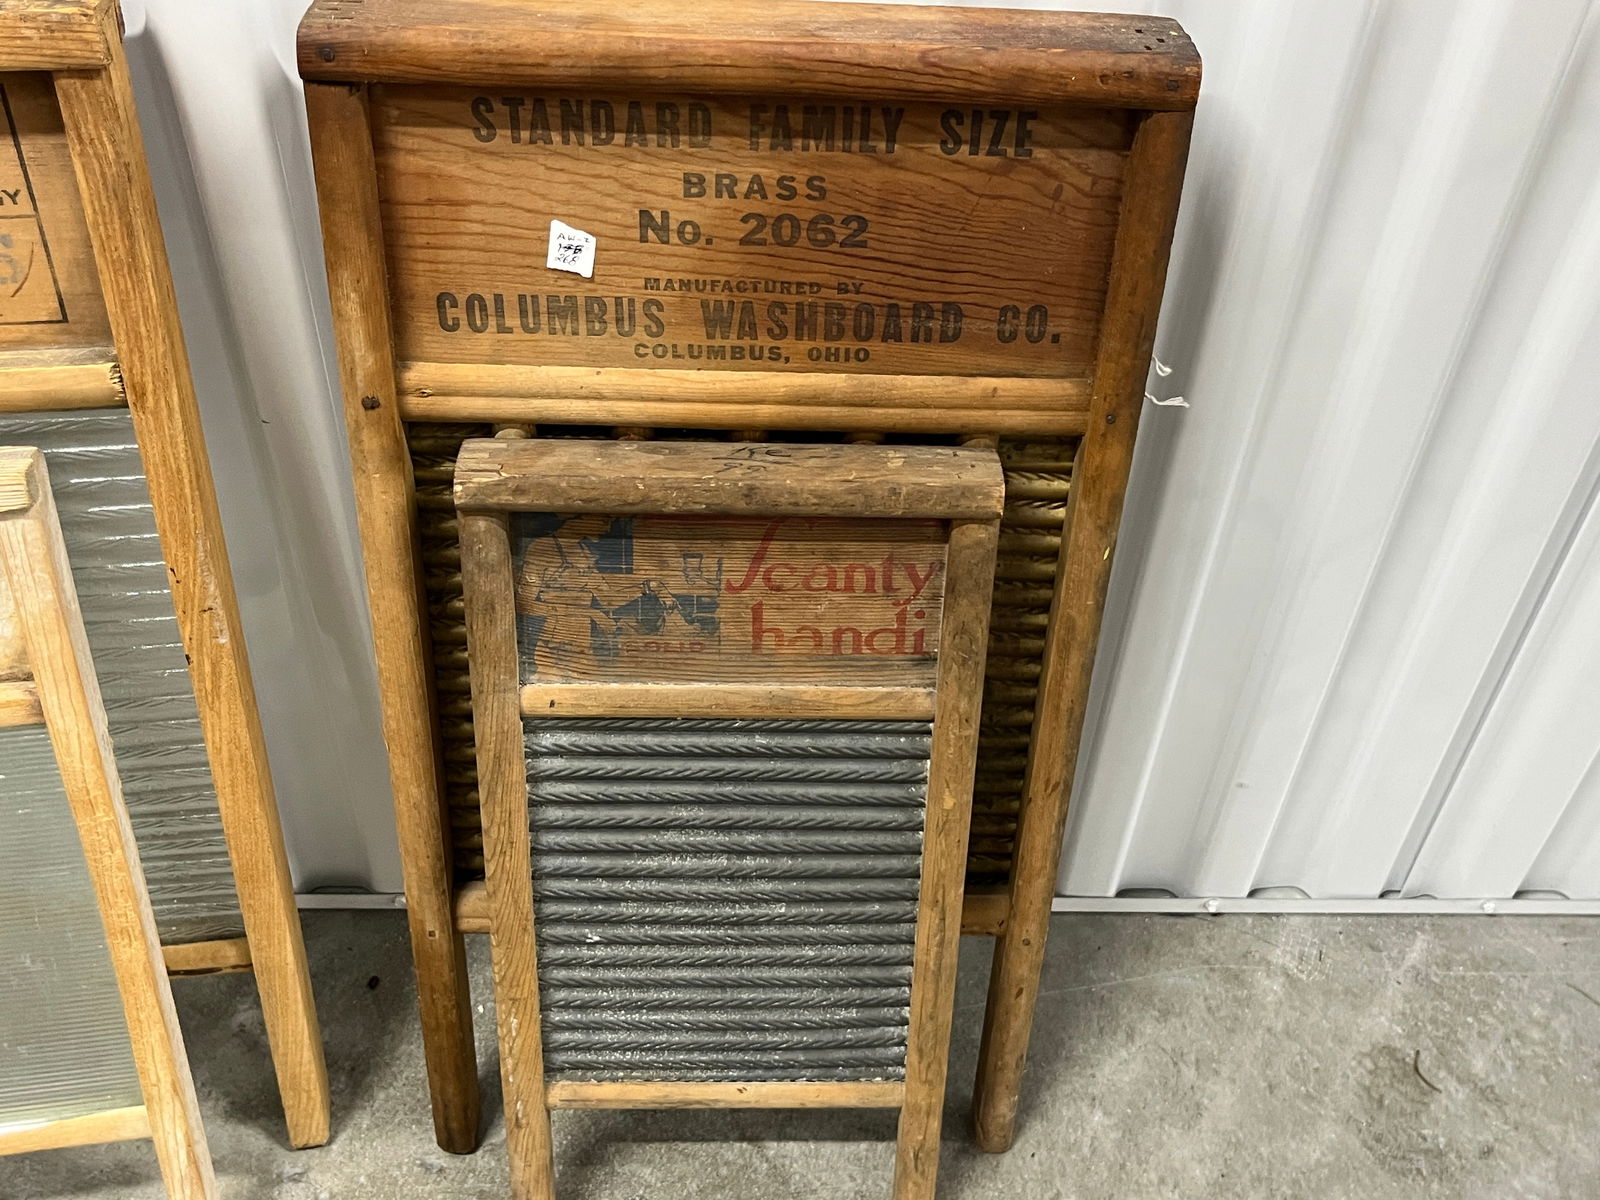 STANDARD FAMILY SIZE
BRASS
No. 2062
MANUFACTURED BY
COLUMBUS WASHBOARD CO.
COLUMBUS, OHIO
Scanty
handi